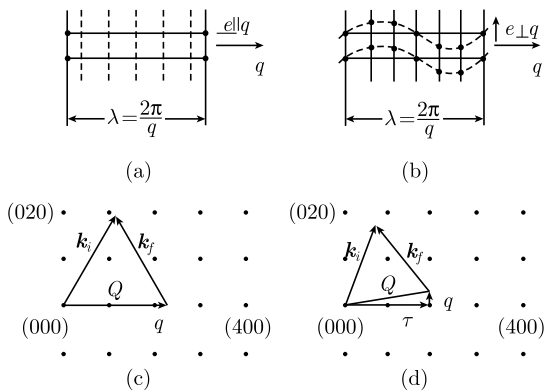 e∥q
q
λ = 2π/q
(a)
e⊥q
q
λ = 2π/q
(b)
(020)
k_i
k_f
Q
q
(000)
(400)
(c)
(020)
k_i
k_f
Q
q
τ
(000)
(400)
(d)